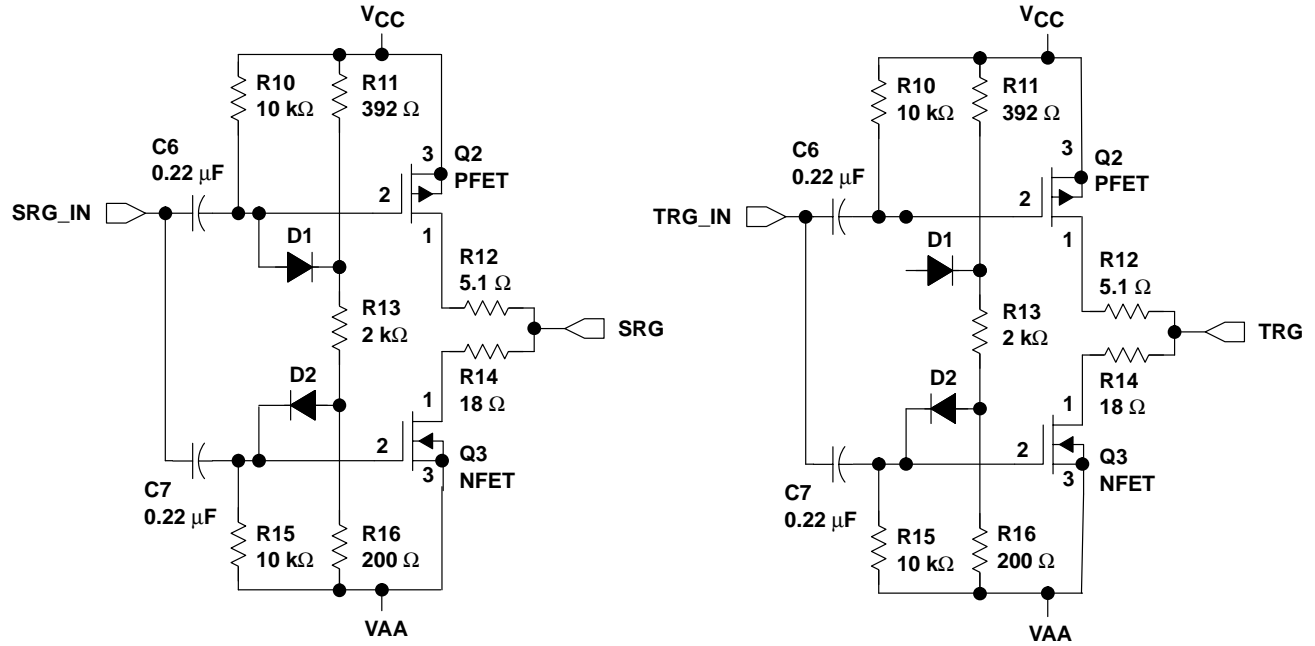 VCC
R10
10 kΩ
R11
392 Ω
C6
0.22 μF
3
Q2
PFET
2
SRG_IN
1
D1
R12
5.1 Ω
R13
2 kΩ
SRG
D2
R14
18 Ω
1
2
Q3
NFET
3
C7
0.22 μF
R15
10 kΩ
R16
200 Ω
VAA
VCC
R10
10 kΩ
R11
392 Ω
C6
0.22 μF
3
Q2
PFET
2
TRG_IN
1
D1
R12
5.1 Ω
R13
2 kΩ
TRG
D2
R14
18 Ω
1
2
Q3
NFET
3
C7
0.22 μF
R15
10 kΩ
R16
200 Ω
VAA